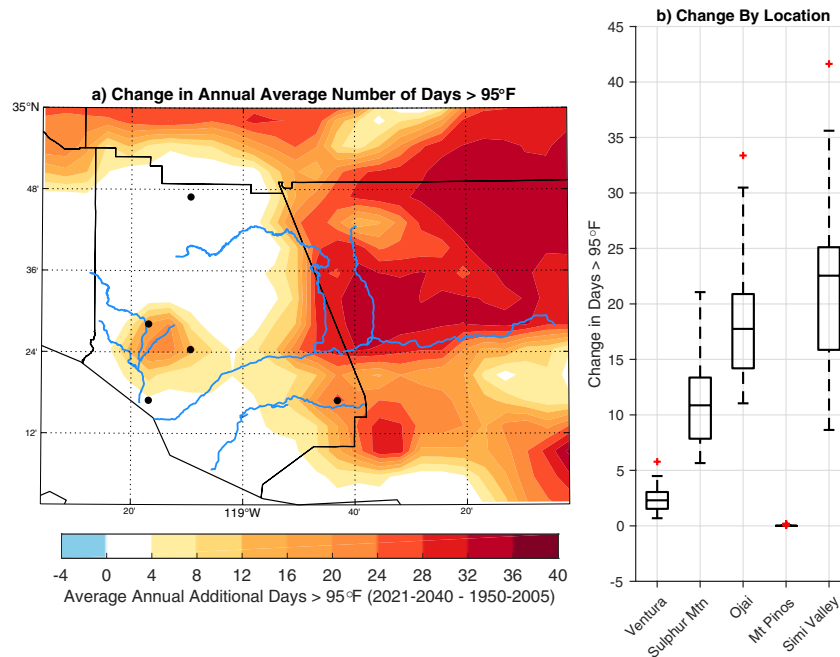 a) Change in Annual Average Number of Days > 95°F
35°N
48'
36'
24'
12'
20'
119°W
40'
20'
-4 0 4 8 12 16 20 24 28 32 36 40
Average Annual Additional Days > 95°F (2021-2040 - 1950-2005)
b) Change By Location
Change in Days > 95°F
45
40
35
30
25
20
15
10
5
0
-5
Ventura
Sulphur Mtn
Ojai
Mt Pinos
Simi Valley